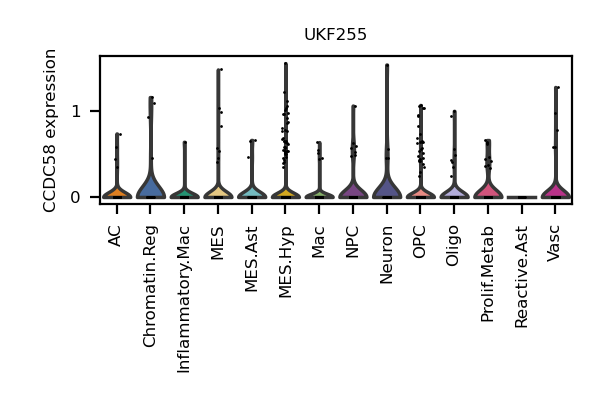 UKF255
CCDC58 expression
1
0
AC
Chromatin.Reg
Inflammatory.Mac
MES
MES.Ast
MES.Hyp
Mac
NPC
Neuron
OPC
Oligo
Prolif.Metab
Reactive.Ast
Vasc